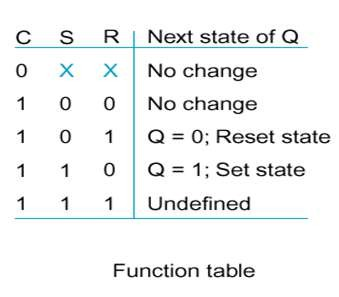 C S R Next state of Q
0 X X No change
1 0 0 No change
1 0 1 Q = 0; Reset state
1 1 0 Q = 1; Set state
1 1 1 Undefined
Function table